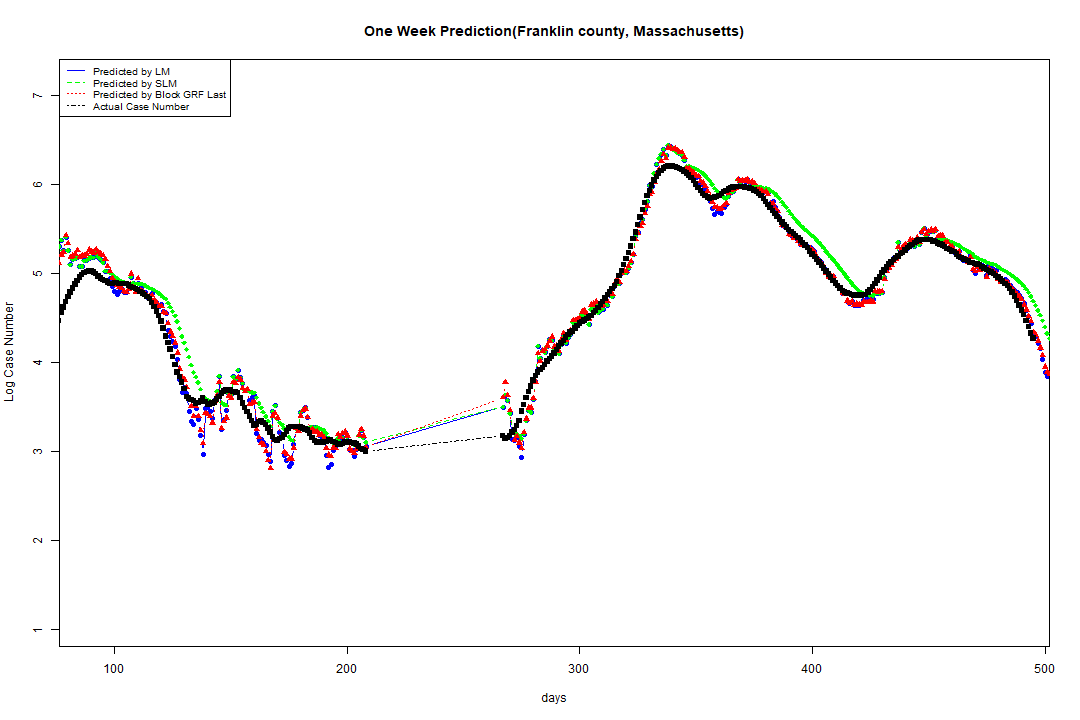 One Week Prediction(Franklin county, Massachusetts)
Predicted by LM
Predicted by SLM
Predicted by Block GRF Last
Actual Case Number
7
6
5
4
3
2
1
Log Case Number
100 200 300 400 500
days